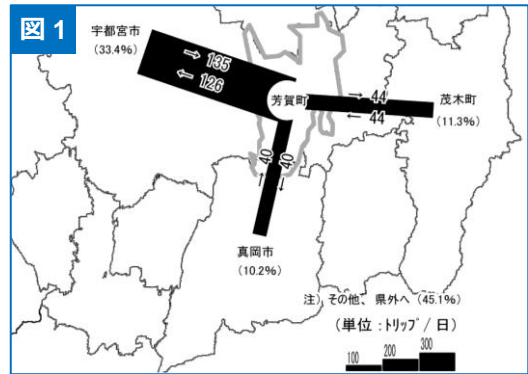 図 1
宇都宮市
(33.4%)
→ 135
← 126
芳賀町
→ 44
← 44
茂木町
(11.3%)
↑ 40
40 ↓
真岡市
(10.2%)
注) その他、 県外へ (45.1%)
(単位 : ﾄﾘｯﾌﾟ / 日)
100 200 300